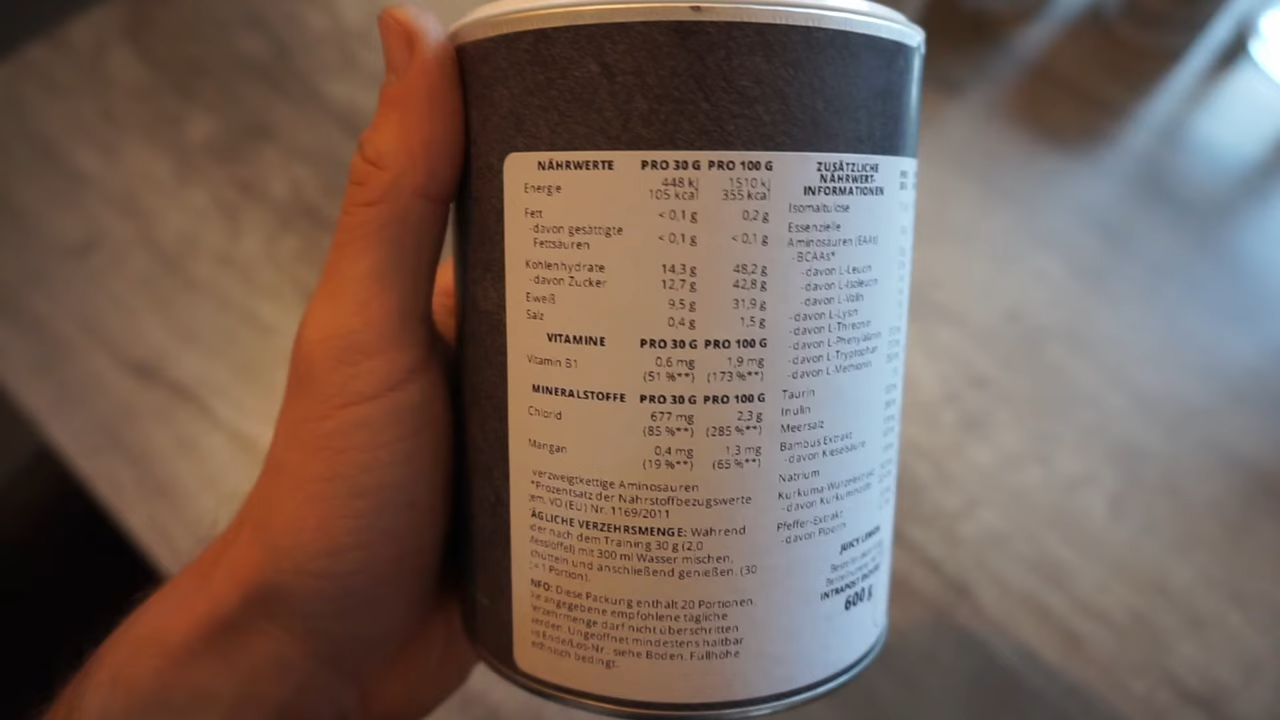 NÄHRWERTE PRO 30 G PRO 100 G
Energie 448 kJ 1510 kJ
105 kcal 355 kcal
Fett < 0,1 g 0,2 g
-davon gesättigte
Fettsäuren < 0,1 g < 0,1 g
Kohlenhydrate 14,3 g 48,2 g
-davon Zucker 12,7 g 42,8 g
Eiweiß 9,5 g 31,9 g
Salz 0,4 g 1,5 g
VITAMINE PRO 30 G PRO 100 G
Vitamin B1 0,6 mg 1,9 mg
(51 %**) (173 %**)
MINERALSTOFFE PRO 30 G PRO 100 G
Chlorid 677 mg 2,3 g
(85 %**) (285 %**)
Mangan 0,4 mg 1,3 mg
(19 %**) (65 %**)
verzweigtkettige Aminosäuren
*Prozentsatz der Nährstoffbezugswerte
VO (EU) Nr. 1169/2011
ÄGLICHE VERZEHRSMENGE: Während
der nach dem Training 30 g (2,0
mit 300 ml Wasser mischen,
und anschließend genießen. (30
= 1 Portion).
NFO: Diese Packung enthält 20 Portionen.
angegebene empfohlene tägliche
darf nicht überschritten
Ungeöffnet mindestens haltbar
siehe Boden. Füllhöhe
bedingt.
ZUSÄTZLICHE
NÄHRWERT-
INFORMATIONEN
Isomaltulose
Essenzielle
Aminosäuren (EAAs)
-BCAAs*
-davon L-Leucin
-davon L-Isoleucin
-davon L-Valin
-davon L-Lysin
-davon L-Threonin
-davon L-Phenylalanin
-davon L-Tryptophan
-davon L-Methionin
Taurin
Inulin
Meersalz
Bambus Extrakt
-davon Kieselsäure
Natrium
Kurkuma-Wurzelextrakt
-davon Kurkuminoide
Pfeffer-Extrakt
-davon Piperin
JUICY LEMON
600 g